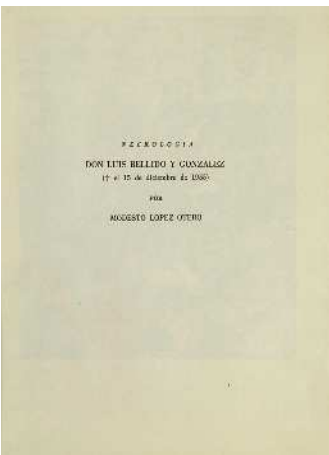 NECROLOGIA
DON LUIS BELLIDO Y GONZALEZ
(† el 15 de diciembre de 1955)
POR
MODESTO LOPEZ OTERO